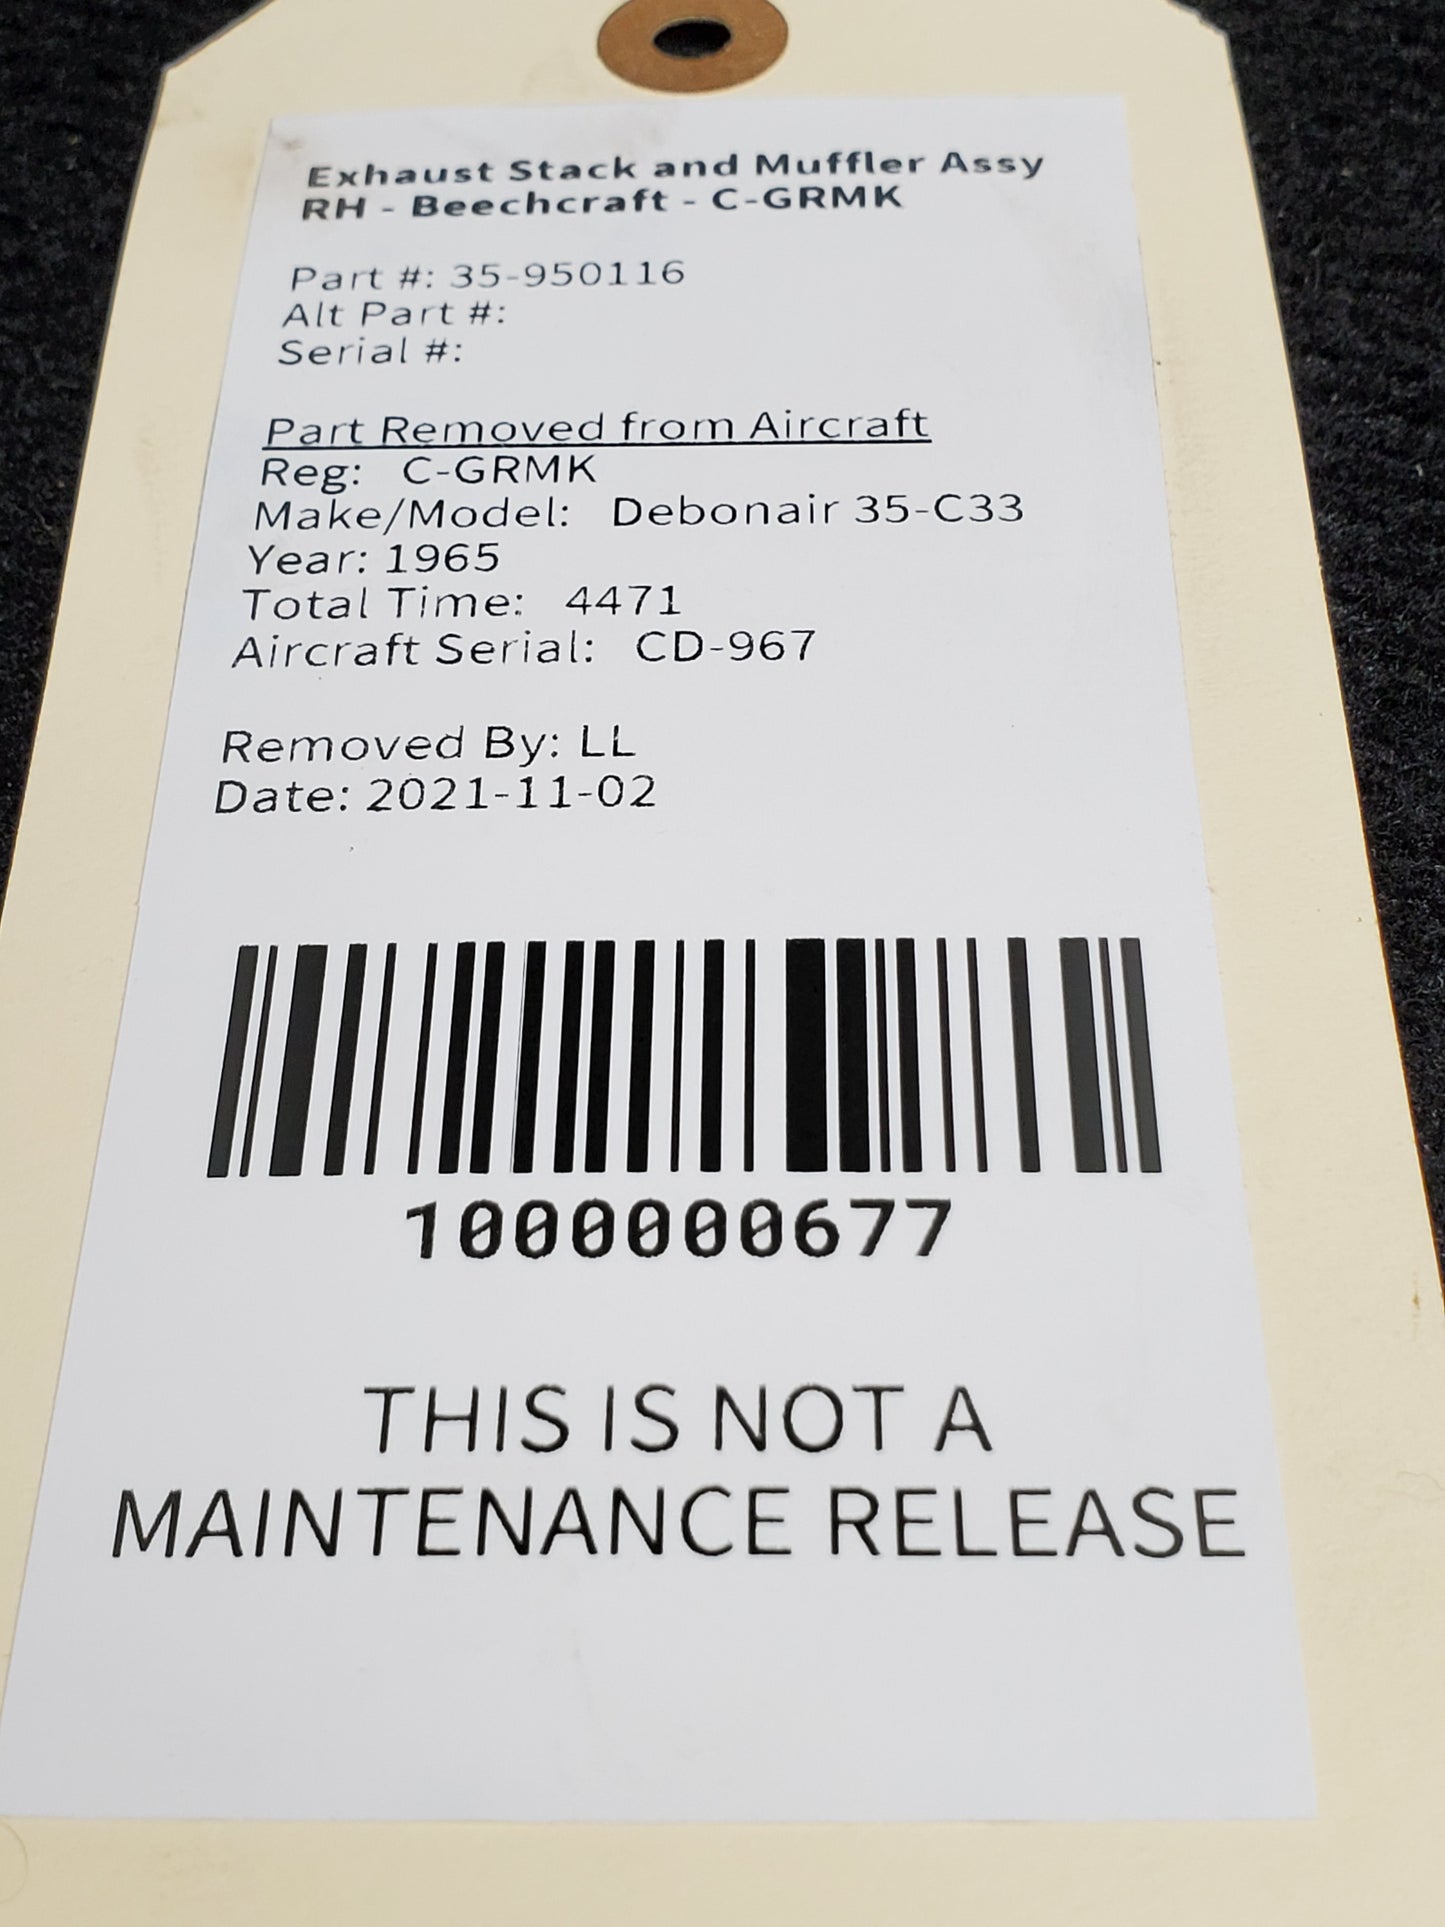 Exhaust Stack and Muffler Assy
RH - Beechcraft - C-GRMK
Part #: 35-950116
Alt Part #:
Serial #:
Part Removed from Aircraft
Reg: C-GRMK
Make/Model: Debonair 35-C33
Year: 1965
Total Time: 4471
Aircraft Serial: CD-967
Removed By: LL
Date: 2021-11-02
1000000677
THIS IS NOT A
MAINTENANCE RELEASE